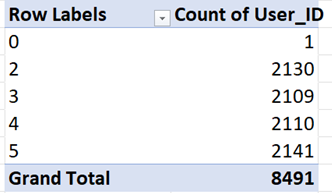 Row Labels Count of User_ID
0 1
2 2130
3 2109
4 2110
5 2141
Grand Total 8491